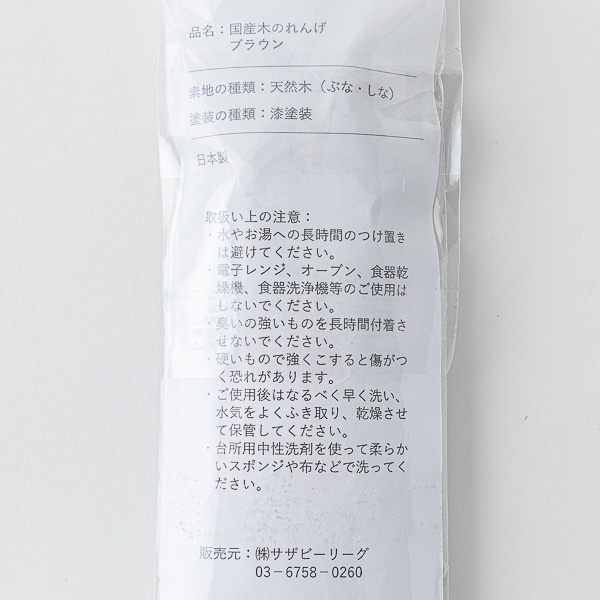 品名：国産木のれんげ
ブラウン
素地の種類：天然木（ぶな・しな）
塗装の種類：漆塗装
日本製
取扱い上の注意：
・水やお湯への長時間のつけ置き
は避けてください。
・電子レンジ、オーブン、食器乾
燥機、食器洗浄機等のご使用は
しないでください。
・臭いの強いものを長時間付着さ
せないでください。
・硬いもので強くこすると傷がつ
く恐れがあります。
・ご使用後はなるべく早く洗い、
水気をよくふき取り、乾燥させ
て保管してください。
・台所用中性洗剤を使って柔らか
いスポンジや布などで洗ってく
ださい。
販売元：㈱サザビーリーグ
03−6758−0260